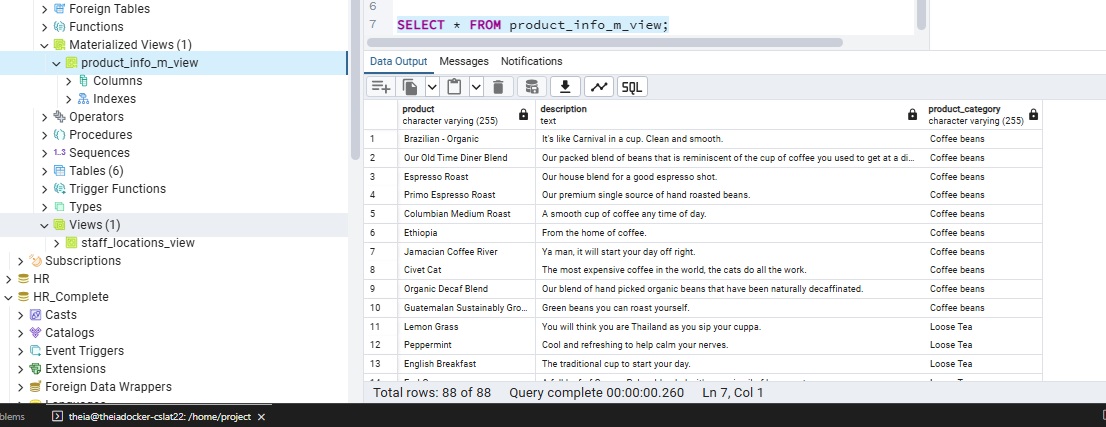 6
Foreign Tables
Functions
Materialized Views (1)
product_info_m_view
Columns
Indexes
Operators
Procedures
1..3 Sequences
Tables (6)
Trigger Functions
Types
Views (1)
staff_locations_view
Subscriptions
HR
HR_Complete
Casts
Catalogs
Event Triggers
Extensions
Foreign Data Wrappers
7 SELECT * FROM product_info_m_view;
Data Output Messages Notifications
SQL
product description product_category
character varying (255) text character varying (255)
1 Brazilian - Organic It's like Carnival in a cup. Clean and smooth. Coffee beans
2 Our Old Time Diner Blend Our packed blend of beans that is reminiscent of the cup of coffee you used to get at a di... Coffee beans
3 Espresso Roast Our house blend for a good espresso shot. Coffee beans
4 Primo Espresso Roast Our premium single source of hand roasted beans. Coffee beans
5 Columbian Medium Roast A smooth cup of coffee any time of day. Coffee beans
6 Ethiopia From the home of coffee. Coffee beans
7 Jamacian Coffee River Ya man, it will start your day off right. Coffee beans
8 Civet Cat The most expensive coffee in the world, the cats do all the work. Coffee beans
9 Organic Decaf Blend Our blend of hand picked organic beans that have been naturally decaffinated. Coffee beans
10 Guatemalan Sustainably Gro... Green beans you can roast yourself. Coffee beans
11 Lemon Grass You will think you are Thailand as you sip your cuppa. Loose Tea
12 Peppermint Cool and refreshing to help calm your nerves. Loose Tea
13 English Breakfast The traditional cup to start your day. Loose Tea
Total rows: 88 of 88 Query complete 00:00:00.260 Ln 7, Col 1
blems theia@theiadocker-cslat22: /home/project